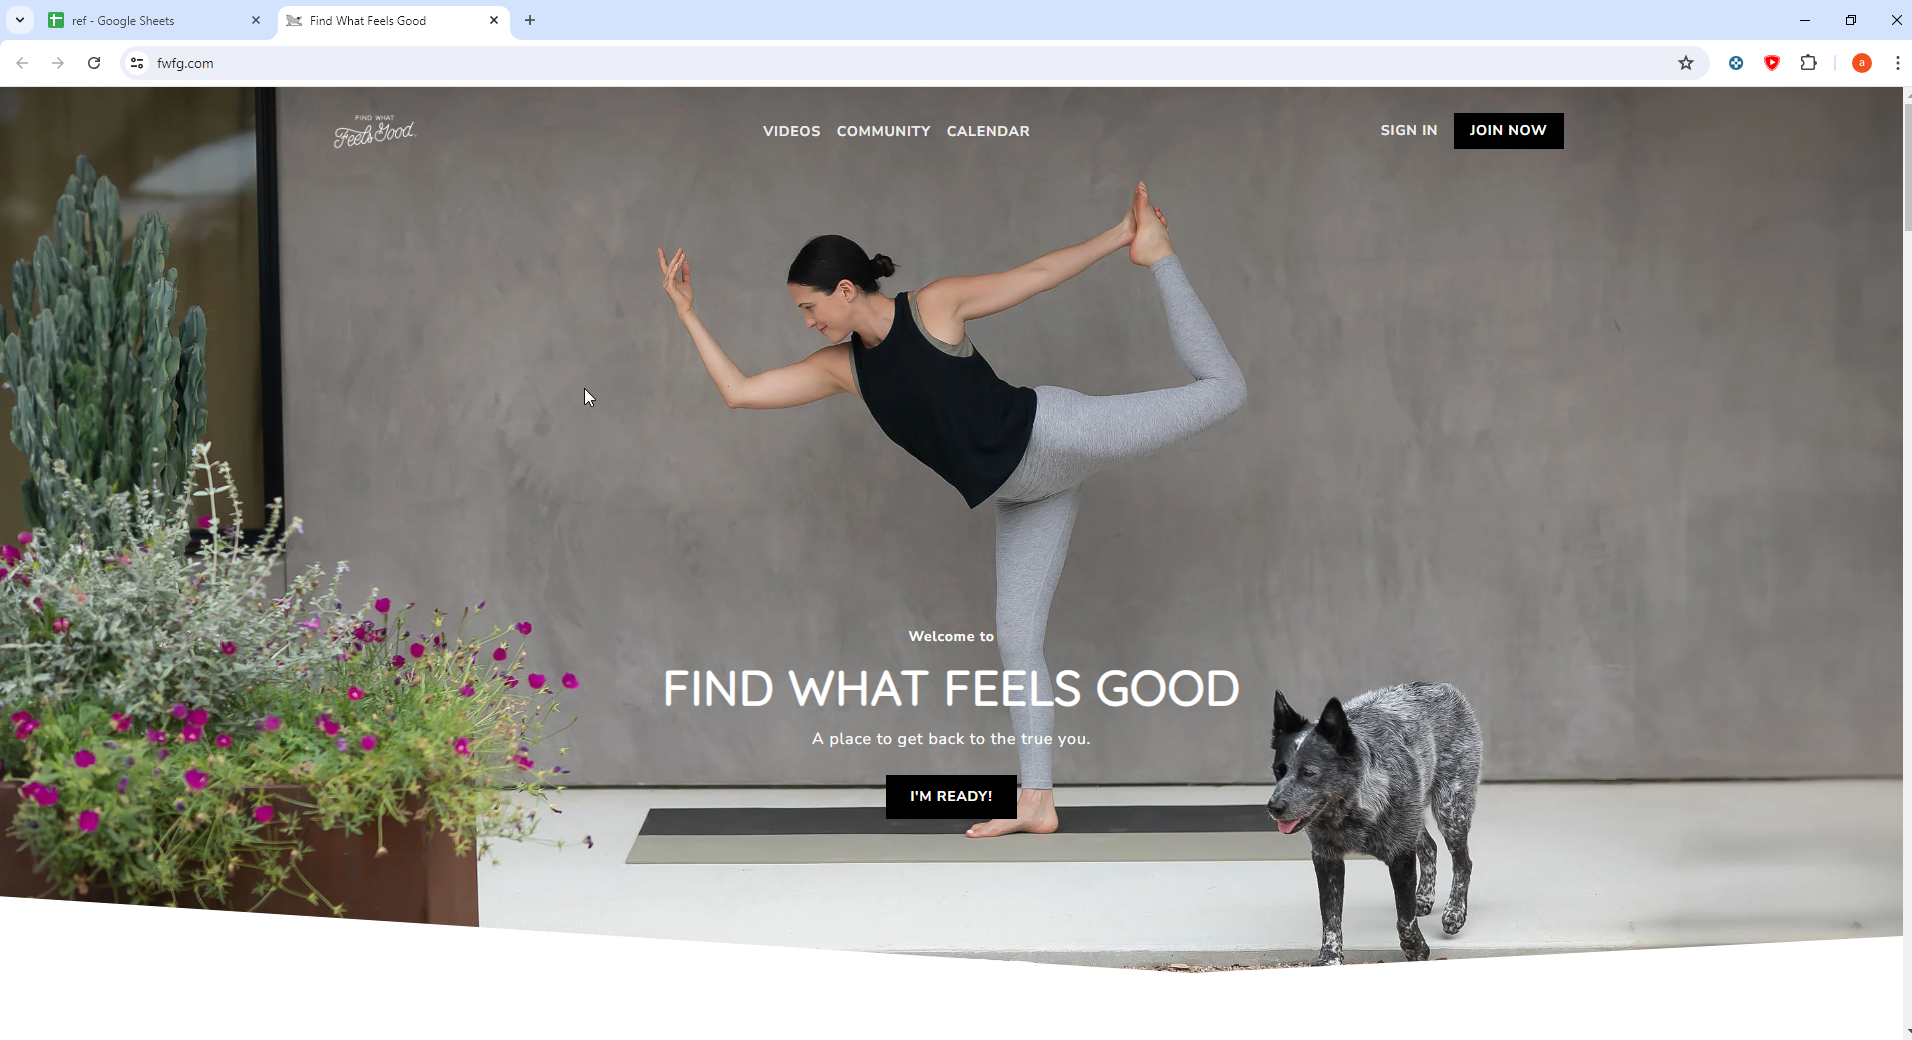 ref - Google Sheets
Find What Feels Good
fwfg.com
a
FIND WHAT
Feels Good
VIDEOS COMMUNITY CALENDAR
SIGN IN JOIN NOW
Welcome to
FIND WHAT FEELS GOOD
A place to get back to the true you.
I'M READY!